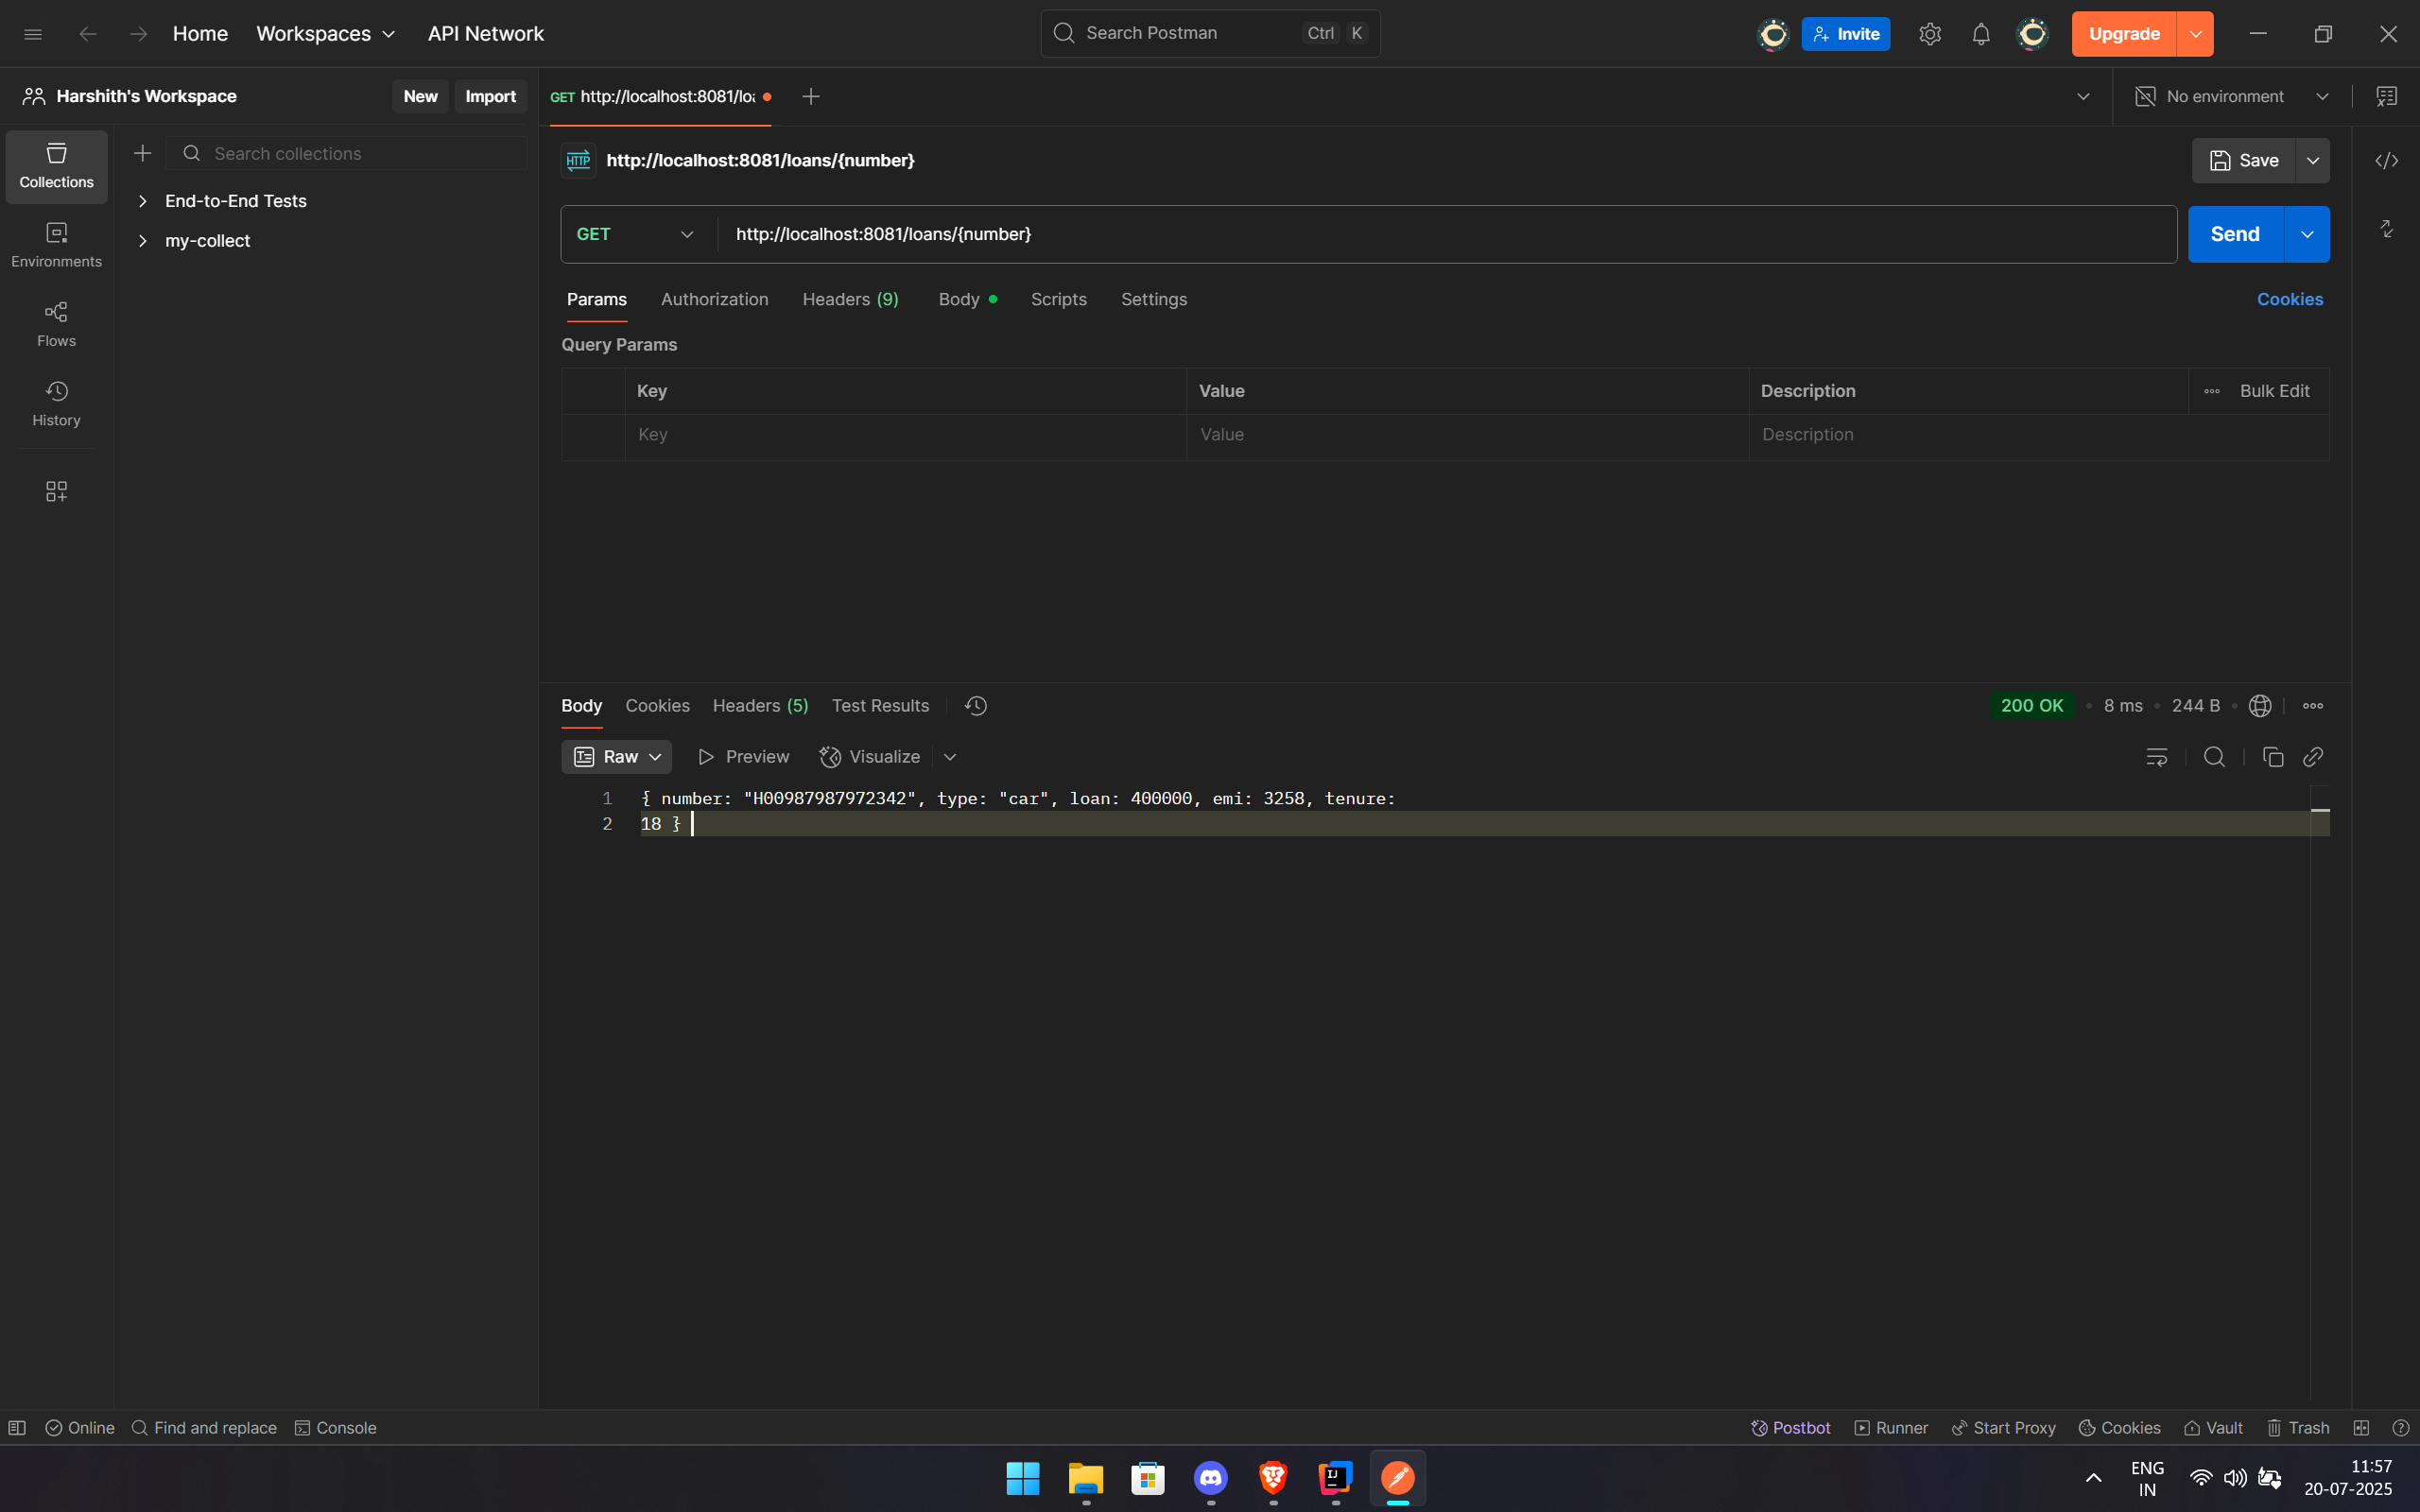 Home Workspaces API Network
Search Postman Ctrl K
Invite Upgrade
Harshith's Workspace New Import
GET http://localhost:8081/loa
No environment
Collections
Search collections
End-to-End Tests
my-collect
Environments
Flows
History
HTTP http://localhost:8081/loans/{number}
Save
GET http://localhost:8081/loans/{number}
Send
Params Authorization Headers (9) Body Scripts Settings Cookies
Query Params
Key Value Description Bulk Edit
Key Value Description
Body Cookies Headers (5) Test Results
200 OK • 8 ms • 244 B
Raw Preview Visualize
1 { number: "H00987987972342", type: "car", loan: 400000, emi: 3258, tenure:
2 18 }
Online Find and replace Console
Postbot Runner Start Proxy Cookies Vault Trash
ENG
IN
11:57
20-07-2025